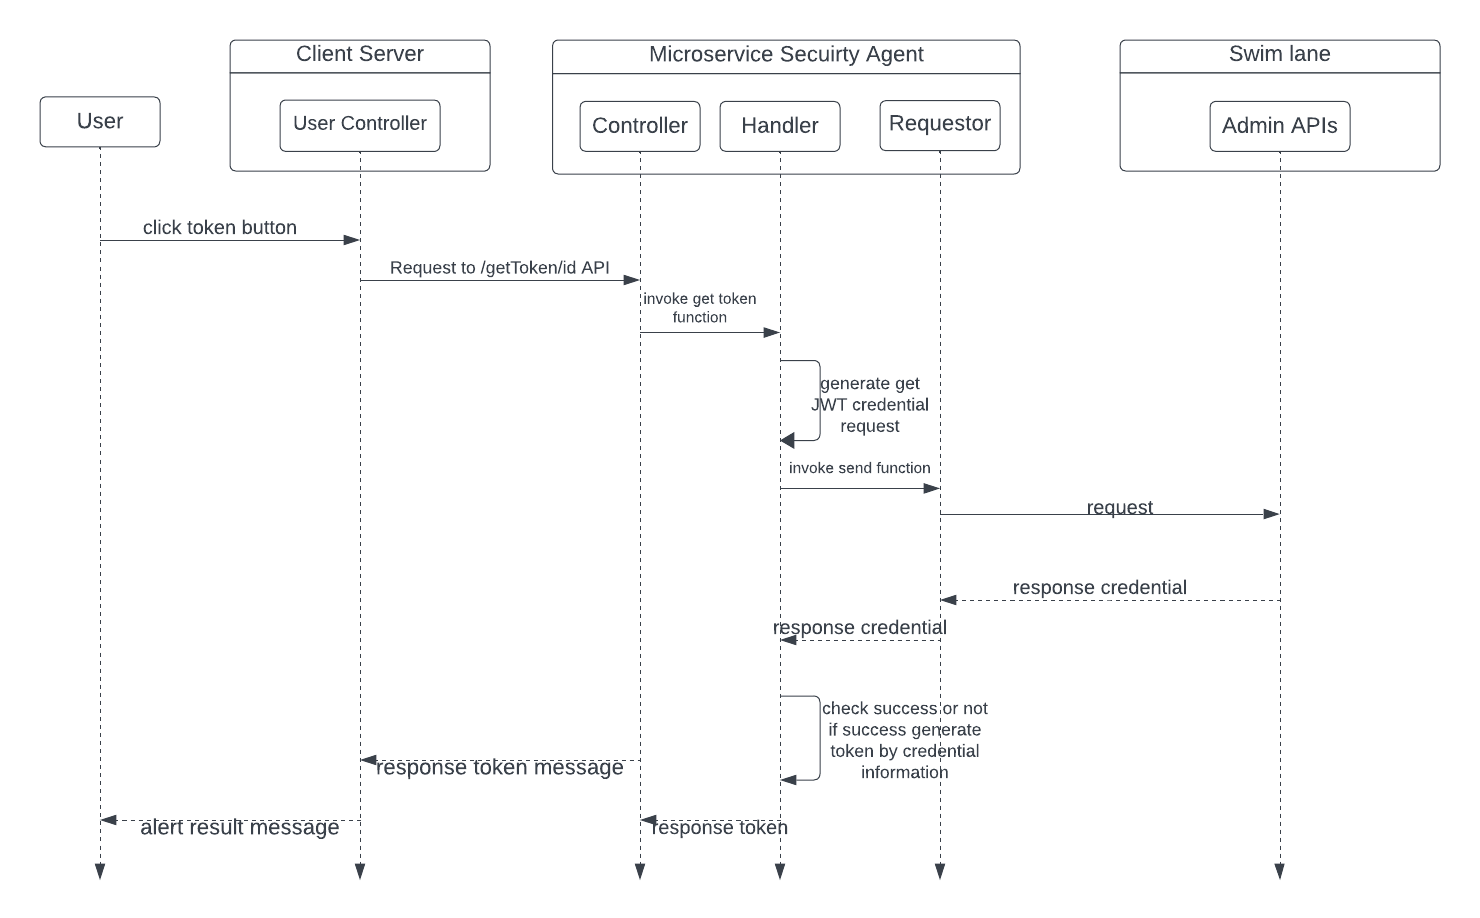 Client Server
Microservice Secuirty Agent
Swim lane
User
User Controller
Controller
Handler
Requestor
Admin APIs
click token button
Request to /getToken/id API
invoke get token
function
generate get
JWT credential
request
invoke send function
request
response credential
response credential
check success or not
if success generate
token by credential
information
response token message
alert result message
response token